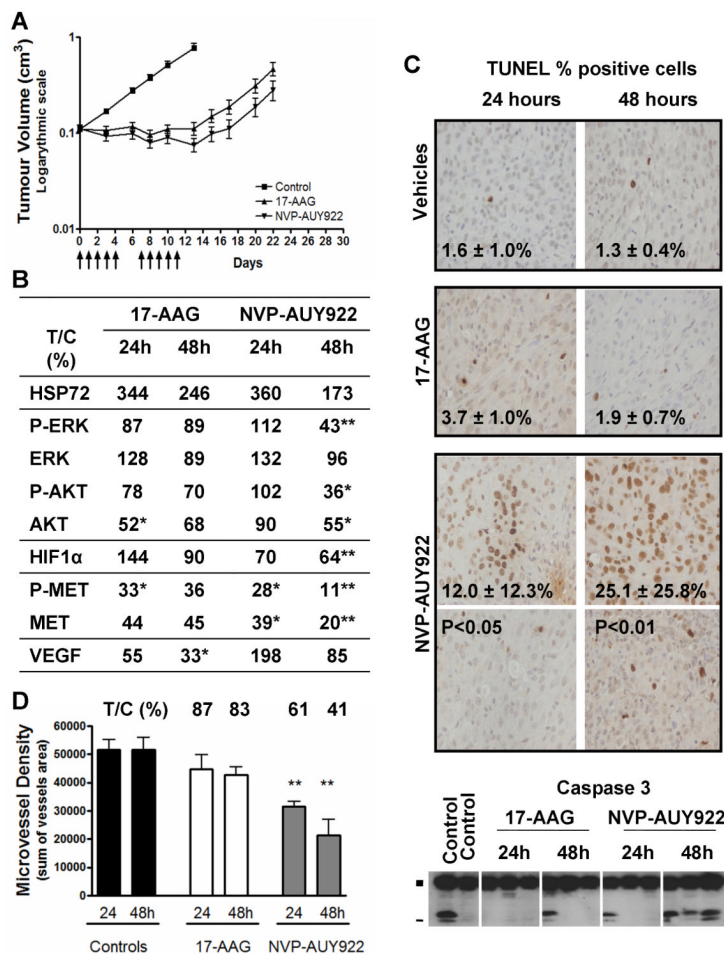 A
Tumour Volume (cm3)
Logarythmic scale
1
0.1
0.01
Control
17-AAG
NVP-AUY922
0 2 4 6 8 10 12 14 16 18 20 22 24 26 28 30
Days
B
17-AAG NVP-AUY922
T/C (%) 24h 48h 24h 48h
HSP72 344 246 360 173
P-ERK 87 89 112 43**
ERK 128 89 132 96
P-AKT 78 70 102 36*
AKT 52* 68 90 55*
HIF1α 144 90 70 64**
P-MET 33* 36 28* 11**
MET 44 45 39* 20**
VEGF 55 33* 198 85
D
T/C (%) 87 83 61 41
Microvessel Density
(sum of vessels area)
60000
50000
40000
30000
20000
10000
0
** **
24 48h 24 48h 24 48h
Controls 17-AAG NVP-AUY922
C
TUNEL % positive cells
24 hours 48 hours
Vehicles
1.6 ± 1.0% 1.3 ± 0.4%
17-AAG
3.7 ± 1.0% 1.9 ± 0.7%
NVP-AUY922
12.0 ± 12.3% 25.1 ± 25.8%
P<0.05 P<0.01
Caspase 3
Control
Control
17-AAG NVP-AUY922
24h 48h 24h 48h